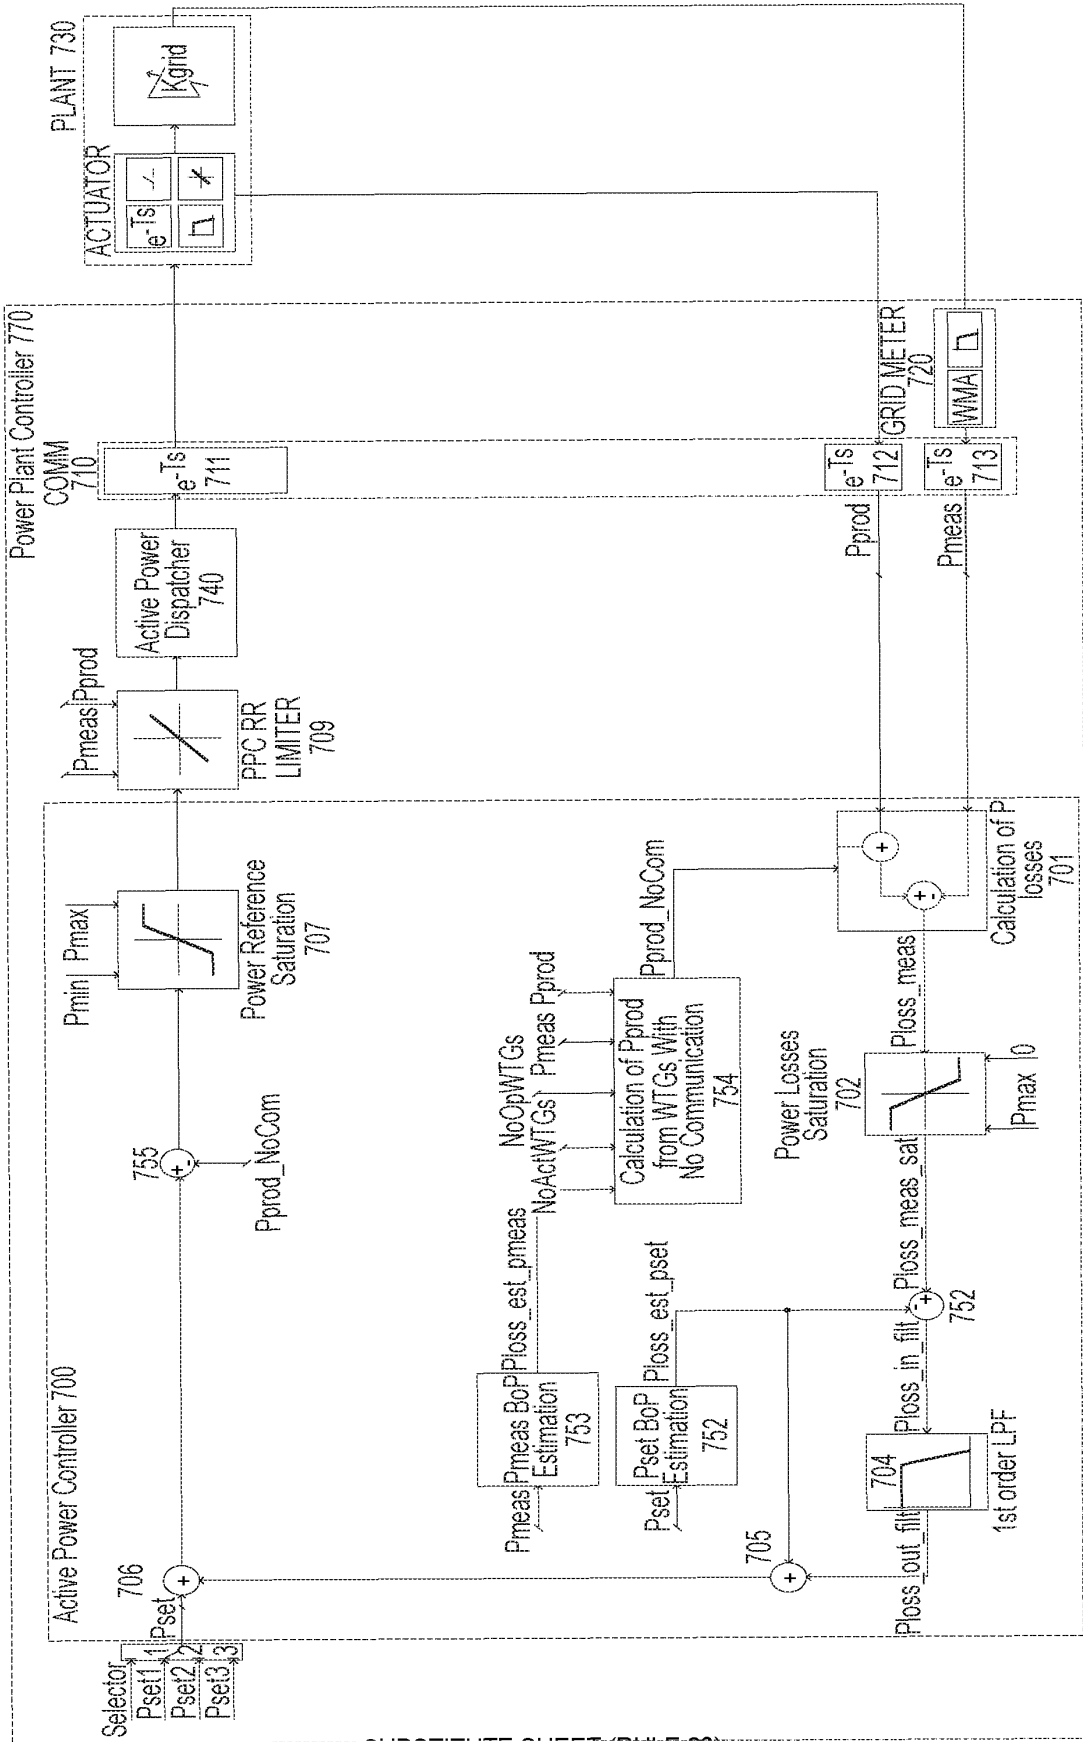 Power Plant Controller 770
Active Power Controller 700
Selector
Pset1
Pset2
Pset3
1
2
3
Pset
706
+
755
+
-
Pprod_NoCom
Pmin
Pmax
Power Reference
Saturation
707
Pmeas
Pprod
PPC RR
LIMITER
709
Active Power
Dispatcher
740
COMM
710
e-Ts
711
PLANT 730
ACTUATOR
e-Ts
Kgrid
GRID METER
720
WMA
e-Ts
712
e-Ts
713
Pprod
Pmeas
Calculation of P
losses
701
+
+
-
Pprod_NoCom
Calculation of Pprod
from WTGs With
No Communication
754
NoActWTGs
NoOpWTGs
Pmeas
Pprod
Ploss_est_pmeas
Pmeas
Pmeas BoP
Estimation
753
Pset
Pset BoP
Estimation
752
Ploss_est_pset
705
+
Ploss_meas
Power Losses
Saturation
702
Pmax
0
Ploss_meas_sat
-
+
752
Ploss_in_filt
704
1st order LPF
Ploss_out_filt